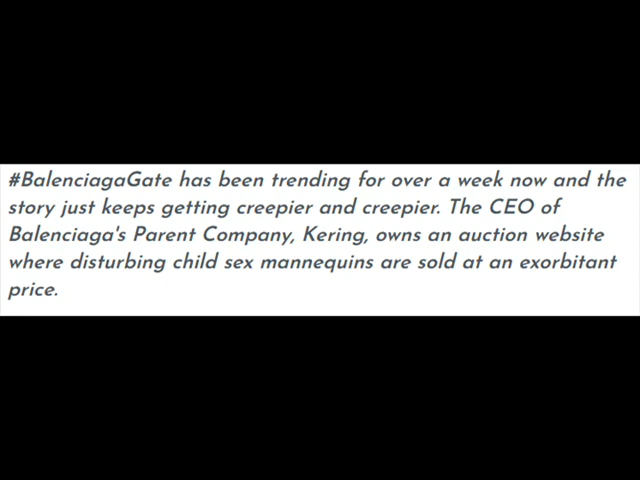 #BalenciagaGate has been trending for over a week now and the
story just keeps getting creepier and creepier. The CEO of
Balenciaga's Parent Company, Kering, owns an auction website
where disturbing child sex mannequins are sold at an exorbitant
price.